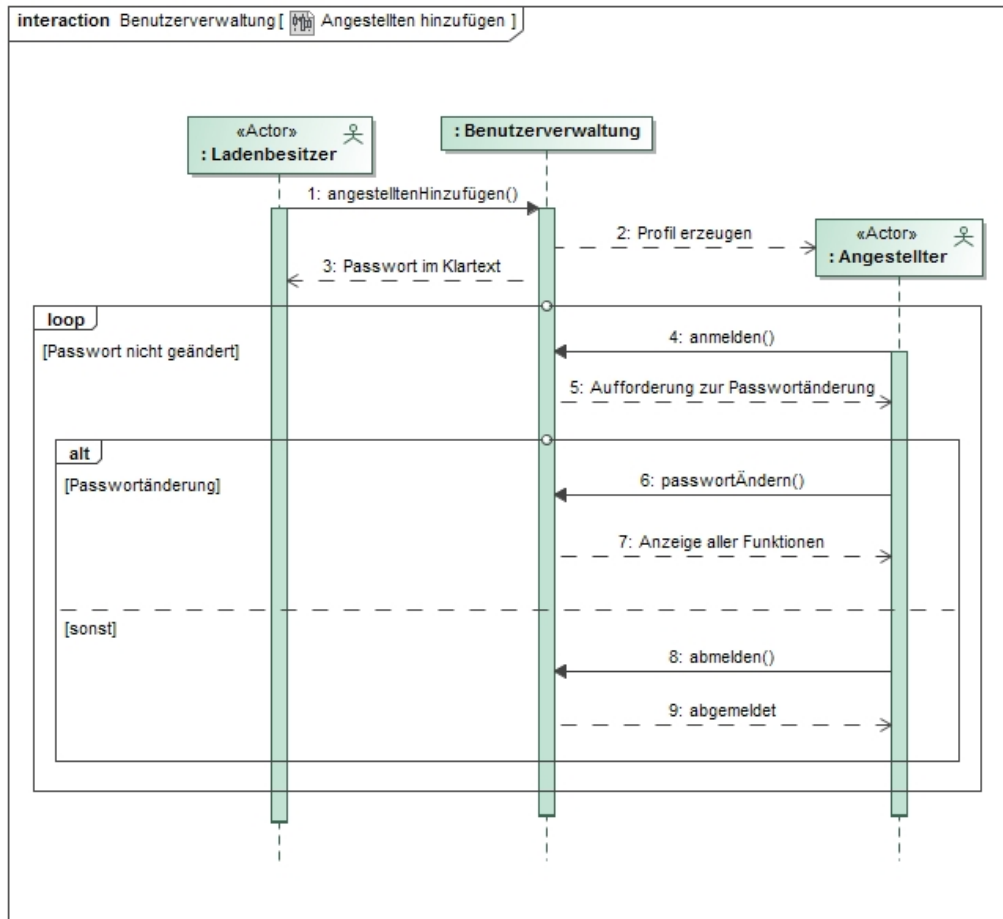 interaction Benutzerverwaltung[ Angestellten hinzufügen ]
«Actor»
: Ladenbesitzer
: Benutzerverwaltung
1: angestelltenHinzufügen()
2: Profil erzeugen
«Actor»
: Angestellter
3: Passwort im Klartext
loop
[Passwort nicht geändert]
4: anmelden()
5: Aufforderung zur Passwortänderung
alt
[Passwortänderung]
6: passwortÄndern()
7: Anzeige aller Funktionen
[sonst]
8: abmelden()
9: abgemeldet